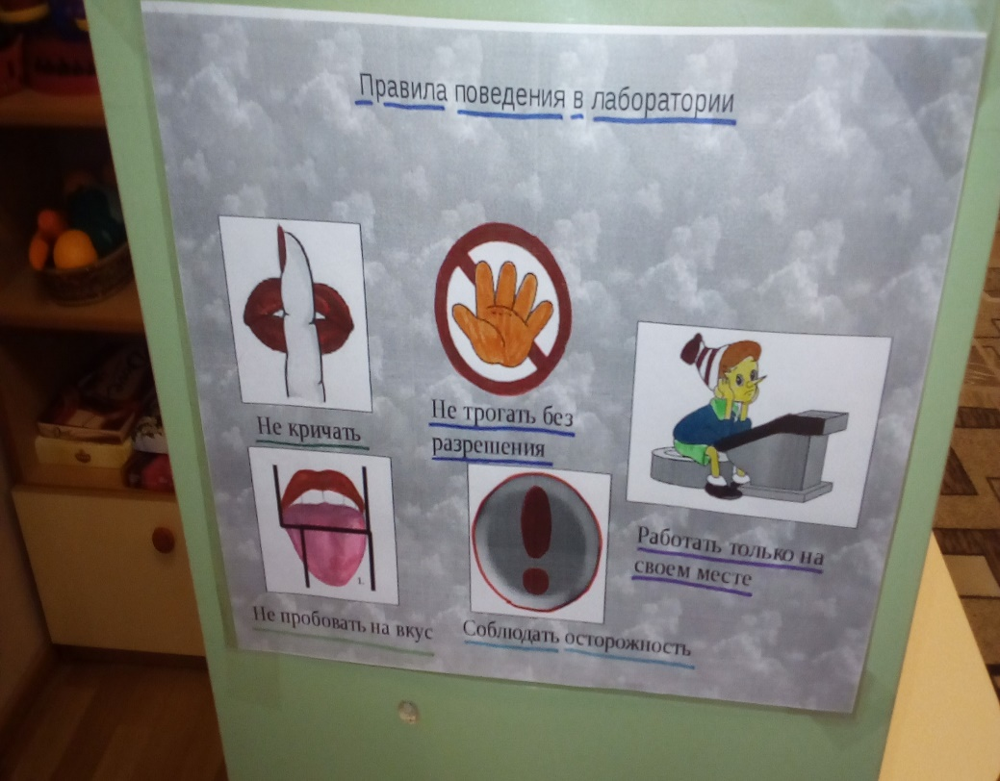 Правила поведения в лаборатории
Не кричать
Не трогать без
разрешения
Работать только на
своем месте
Не пробовать на вкус
Соблюдать осторожность